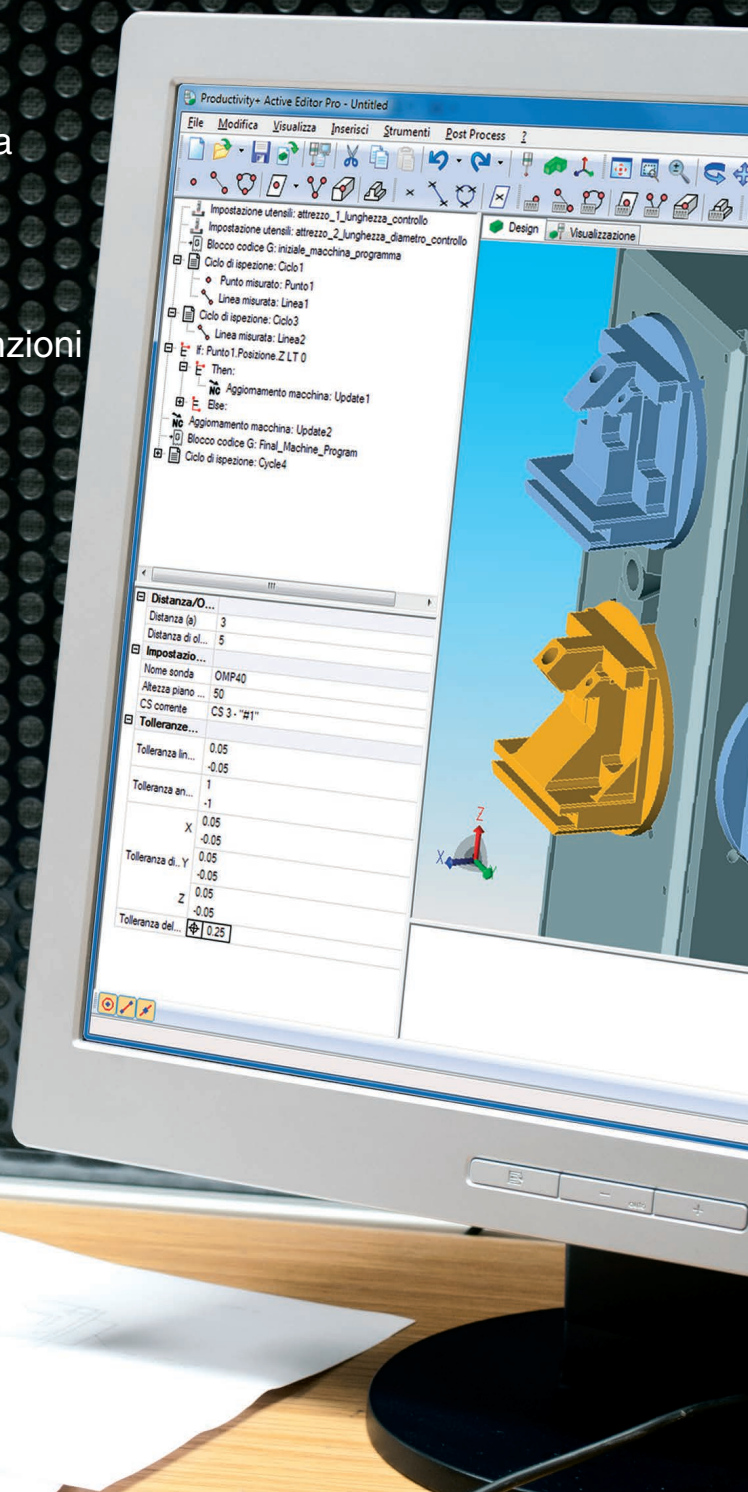 a
nzioni
Productivity+ Active Editor Pro - Untitled
File Modifica Visualizza Inserisci Strumenti Post Process ?
Impostazione utensili: attrezzo_1_lunghezza_controllo
Impostazione utensili: attrezzo_2_lunghezza_diametro_controllo
Blocco codice G: iniziale_macchina_programma
Ciclo di ispezione: Ciclo1
Punto misurato: Punto1
Linea misurata: Linea1
Ciclo di ispezione: Ciclo3
Linea misurata: Linea2
If: Punto1.Posizione.Z LT 0
Then:
NC Aggiornamento macchina: Update1
Else:
NC Aggiornamento macchina: Update2
Blocco codice G: Final_Machine_Program
Ciclo di ispezione: Cycle4
Design Visualizzazione
Distanza/O...
Distanza (a) 3
Distanza di ol... 5
Impostazio...
Nome sonda OMP40
Altezza piano ... 50
CS corrente CS 3 - "#1"
Tolleranze...
Tolleranza lin... 0.05
-0.05
Tolleranza an... 1
-1
X 0.05
-0.05
Tolleranza di.. Y 0.05
-0.05
Z 0.05
-0.05
Tolleranza del... 0.25
Z
X
Y